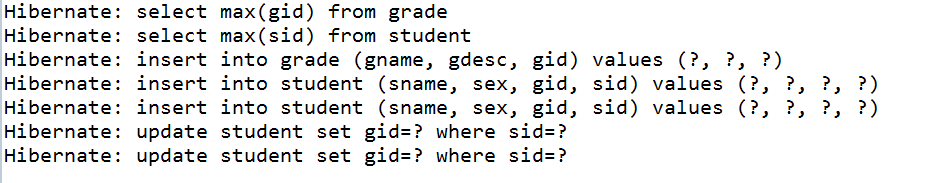 Hibernate: select max(gid) from grade
Hibernate: select max(sid) from student
Hibernate: insert into grade (gname, gdesc, gid) values (?, ?, ?)
Hibernate: insert into student (sname, sex, gid, sid) values (?, ?, ?, ?)
Hibernate: insert into student (sname, sex, gid, sid) values (?, ?, ?, ?)
Hibernate: update student set gid=? where sid=?
Hibernate: update student set gid=? where sid=?